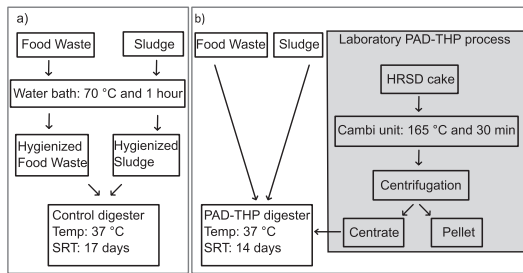 a)
Food Waste
Sludge
Water bath: 70 °C and 1 hour
Hygienized
Food Waste
Hygienized
Sludge
Control digester
Temp: 37 °C
SRT: 17 days
b)
Food Waste
Sludge
PAD-THP digester
Temp: 37 °C
SRT: 14 days
Laboratory PAD-THP process
HRSD cake
Cambi unit: 165 °C and 30 min
Centrifugation
Centrate
Pellet